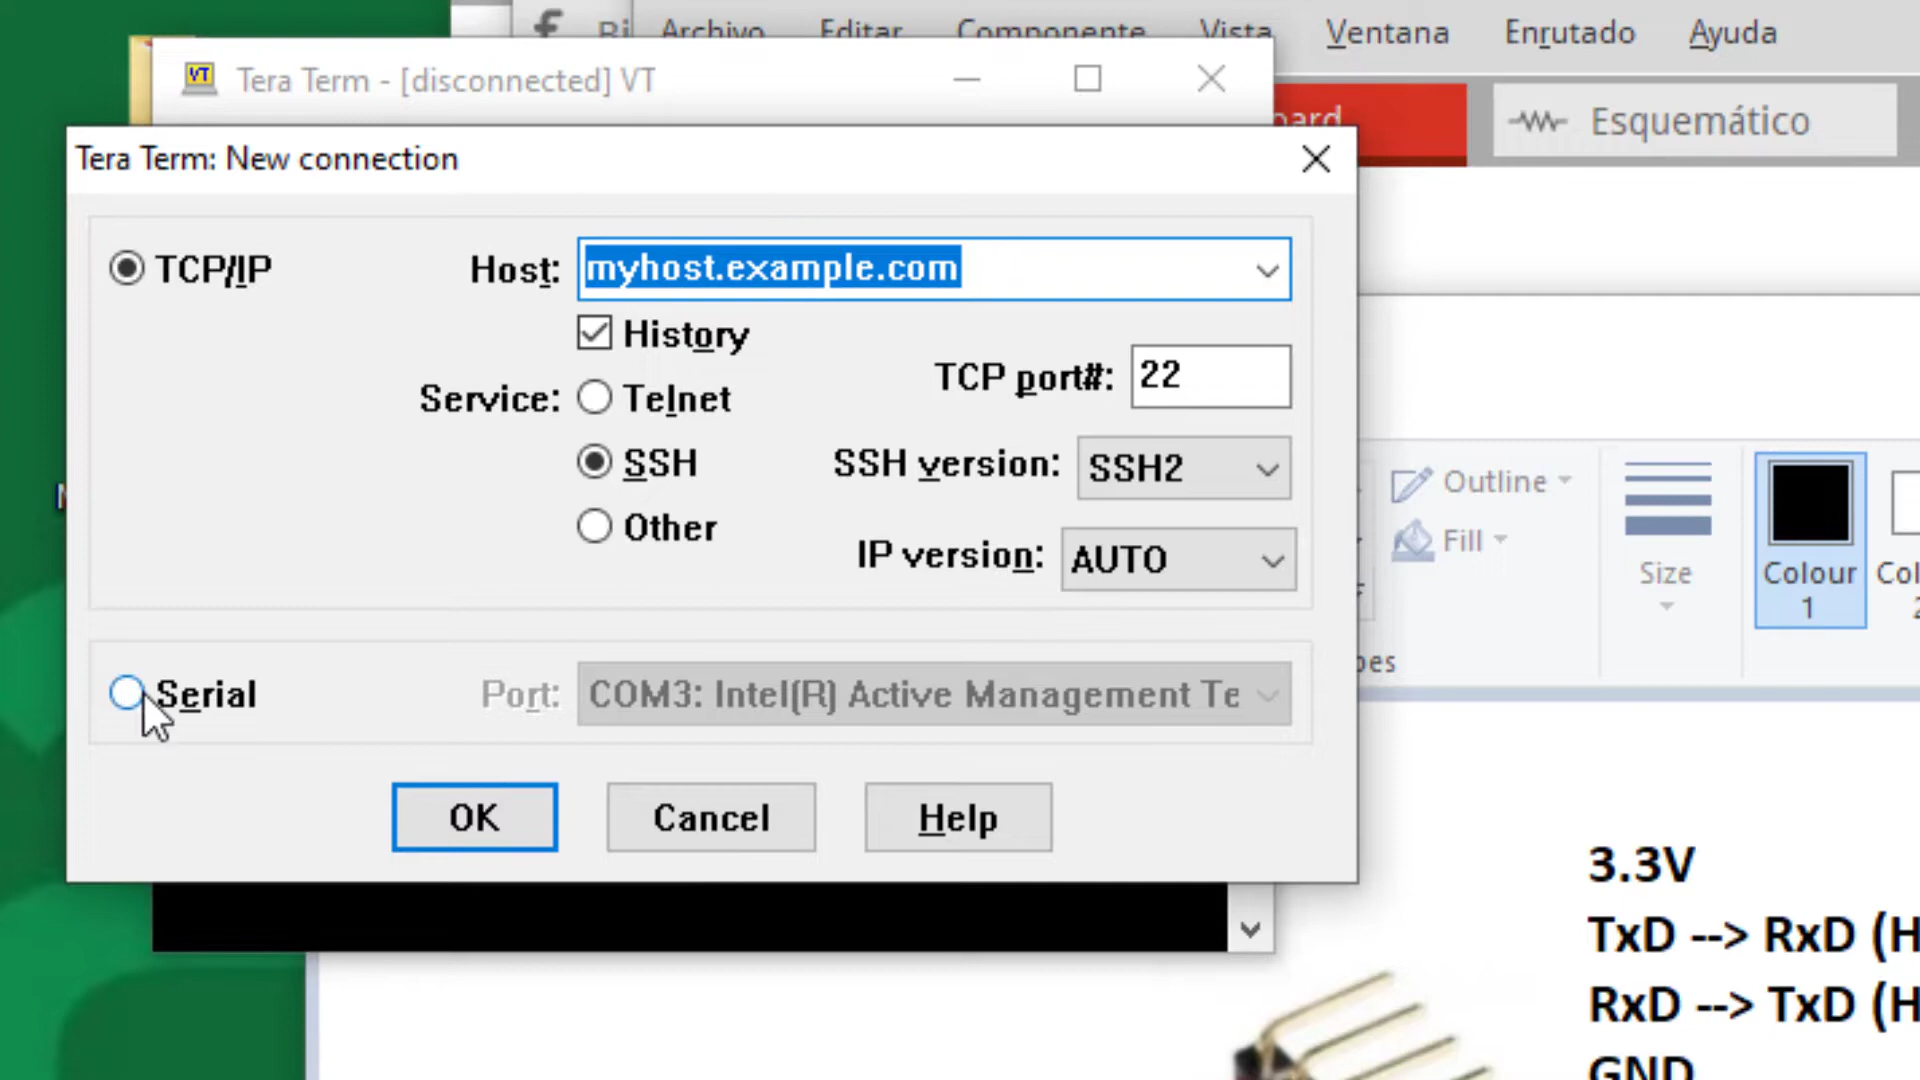 Archivo Editar Componente Vista Ventana Enrutado Ayuda
Tera Term - [disconnected] VT
Esquemático
Tera Term: New connection
TCP/IP
Host: myhost.example.com
History
TCP port#: 22
Service: Telnet
SSH
SSH version: SSH2
Other
IP version: AUTO
Outline
Fill
Size
Colour
1
Serial
Port: COM3: Intel(R) Active Management Te
OK Cancel Help
3.3V
TxD --> RxD (H
RxD --> TxD (H
GND